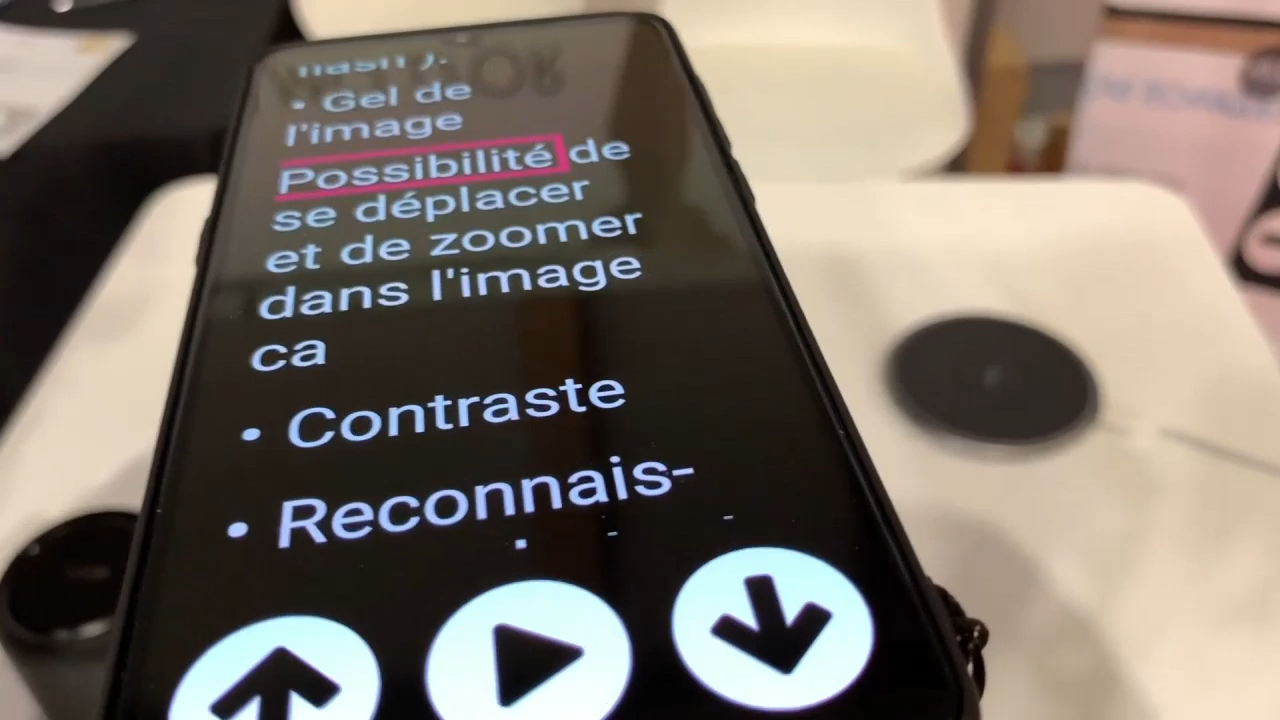 • Gel de
l'image
Possibilité de
se déplacer
et de zoomer
dans l'image
ca
• Contraste
• Reconnais-